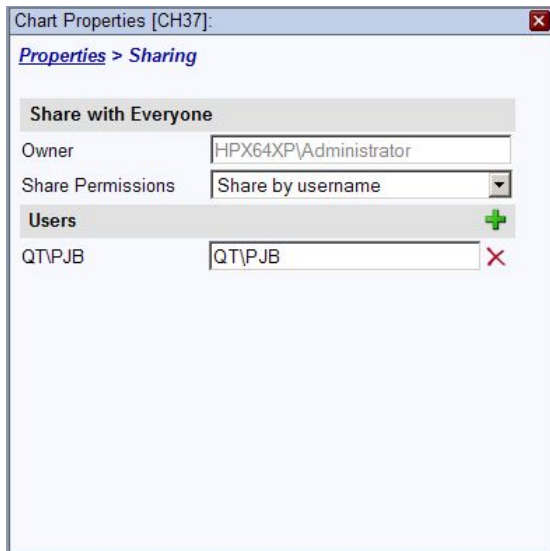 Chart Properties [CH37]:
Properties > Sharing
Share with Everyone
Owner HPX64XP\Administrator
Share Permissions Share by username
Users
QT\PJB QT\PJB